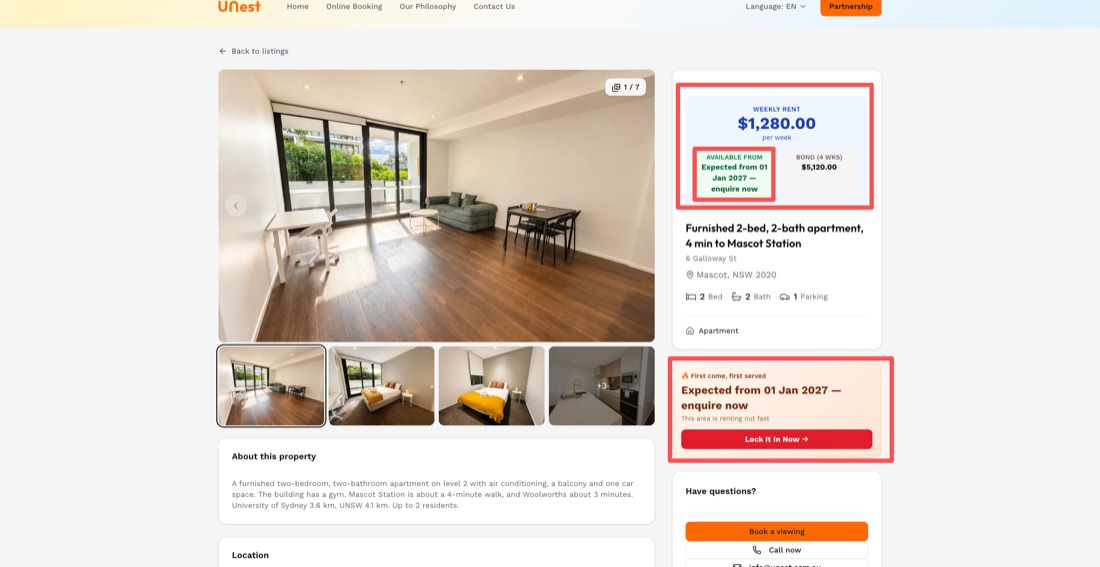 UNest
Home
Online Booking
Our Philosophy
Contact Us
Language: EN
Partnership
Back to listings
1 / 7
WEEKLY RENT
$1,280.00
per week
AVAILABLE FROM
Expected from 01
Jan 2027 —
enquire now
BOND (4 WKS)
$5,120.00
Furnished 2-bed, 2-bath apartment,
4 min to Mascot Station
6 Galloway St
Mascot, NSW 2020
2 Bed
2 Bath
1 Parking
Apartment
+3
🔥 First come, first served
Expected from 01 Jan 2027 —
enquire now
This area is renting out fast
Lock It In Now →
About this property
A furnished two-bedroom, two-bathroom apartment on level 2 with air conditioning, a balcony and one car
space. The building has a gym. Mascot Station is about a 4-minute walk, and Woolworths about 3 minutes.
University of Sydney 3.6 km, UNSW 4.1 km. Up to 2 residents.
Location
Have questions?
Book a viewing
Call now